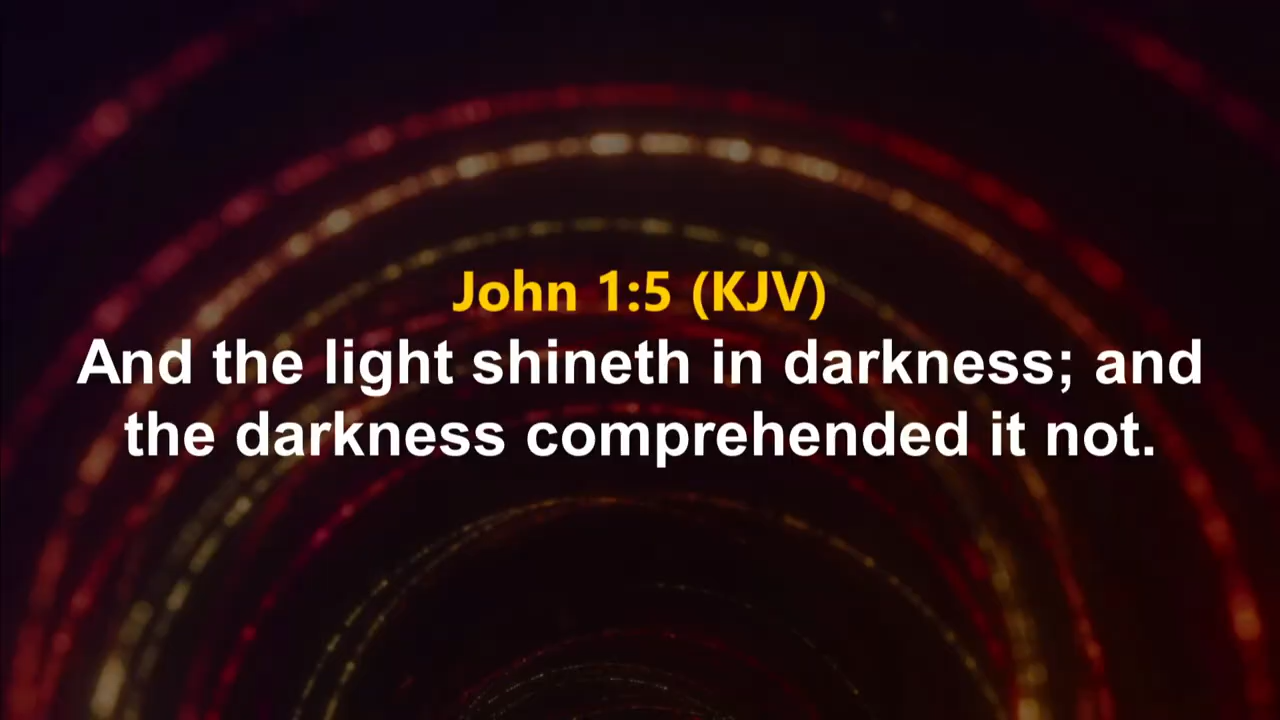 John 1:5 (KJV)
And the light shineth in darkness; and
the darkness comprehended it not.